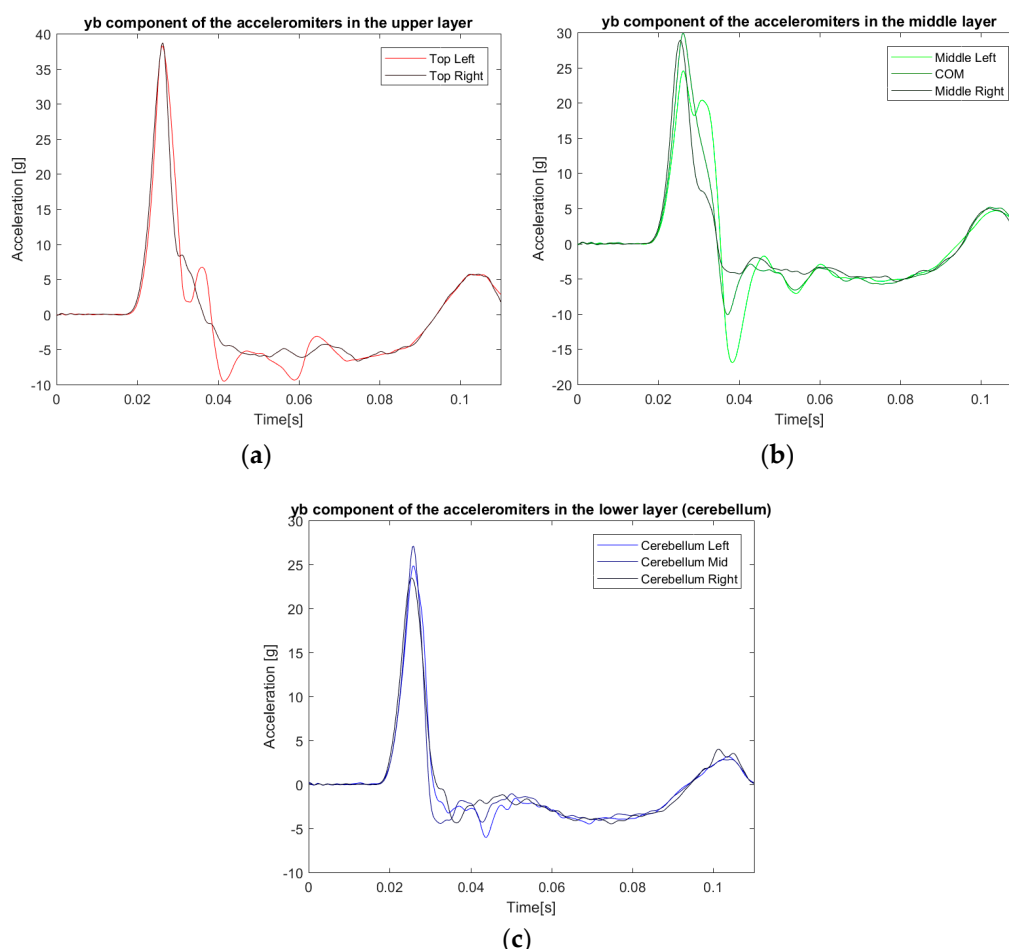 yb component of the acceleromiters in the upper layer
40
35
30
25
20
15
10
5
0
-5
-10
Acceleration [g]
Top Left
Top Right
0
0.02
0.04
0.06
0.08
0.1
Time[s]
(a)
yb component of the acceleromiters in the middle layer
30
25
20
15
10
5
0
-5
-10
-15
-20
Acceleration [g]
Middle Left
COM
Middle Right
0
0.02
0.04
0.06
0.08
0.1
Time[s]
(b)
yb component of the acceleromiters in the lower layer (cerebellum)
30
25
20
15
10
5
0
-5
-10
Acceleration [g]
Cerebellum Left
Cerebellum Mid
Cerebellum Right
0
0.02
0.04
0.06
0.08
0.1
Time[s]
(c)